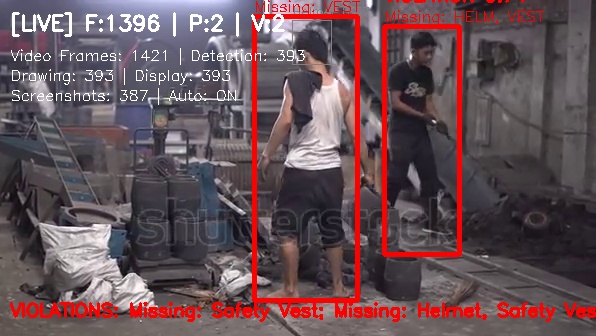 [LIVE] F:1396 | P:2 | V:2
Missing: VEST
Missing: HELM, VEST
Video Frames: 1421 | Detection: 393
Drawing: 393 | Display: 393
Screenshots: 387 | Auto: ON
shutterstock
VIOLATIONS: Missing: Safety Vest; Missing: Helmet, Safety Ves